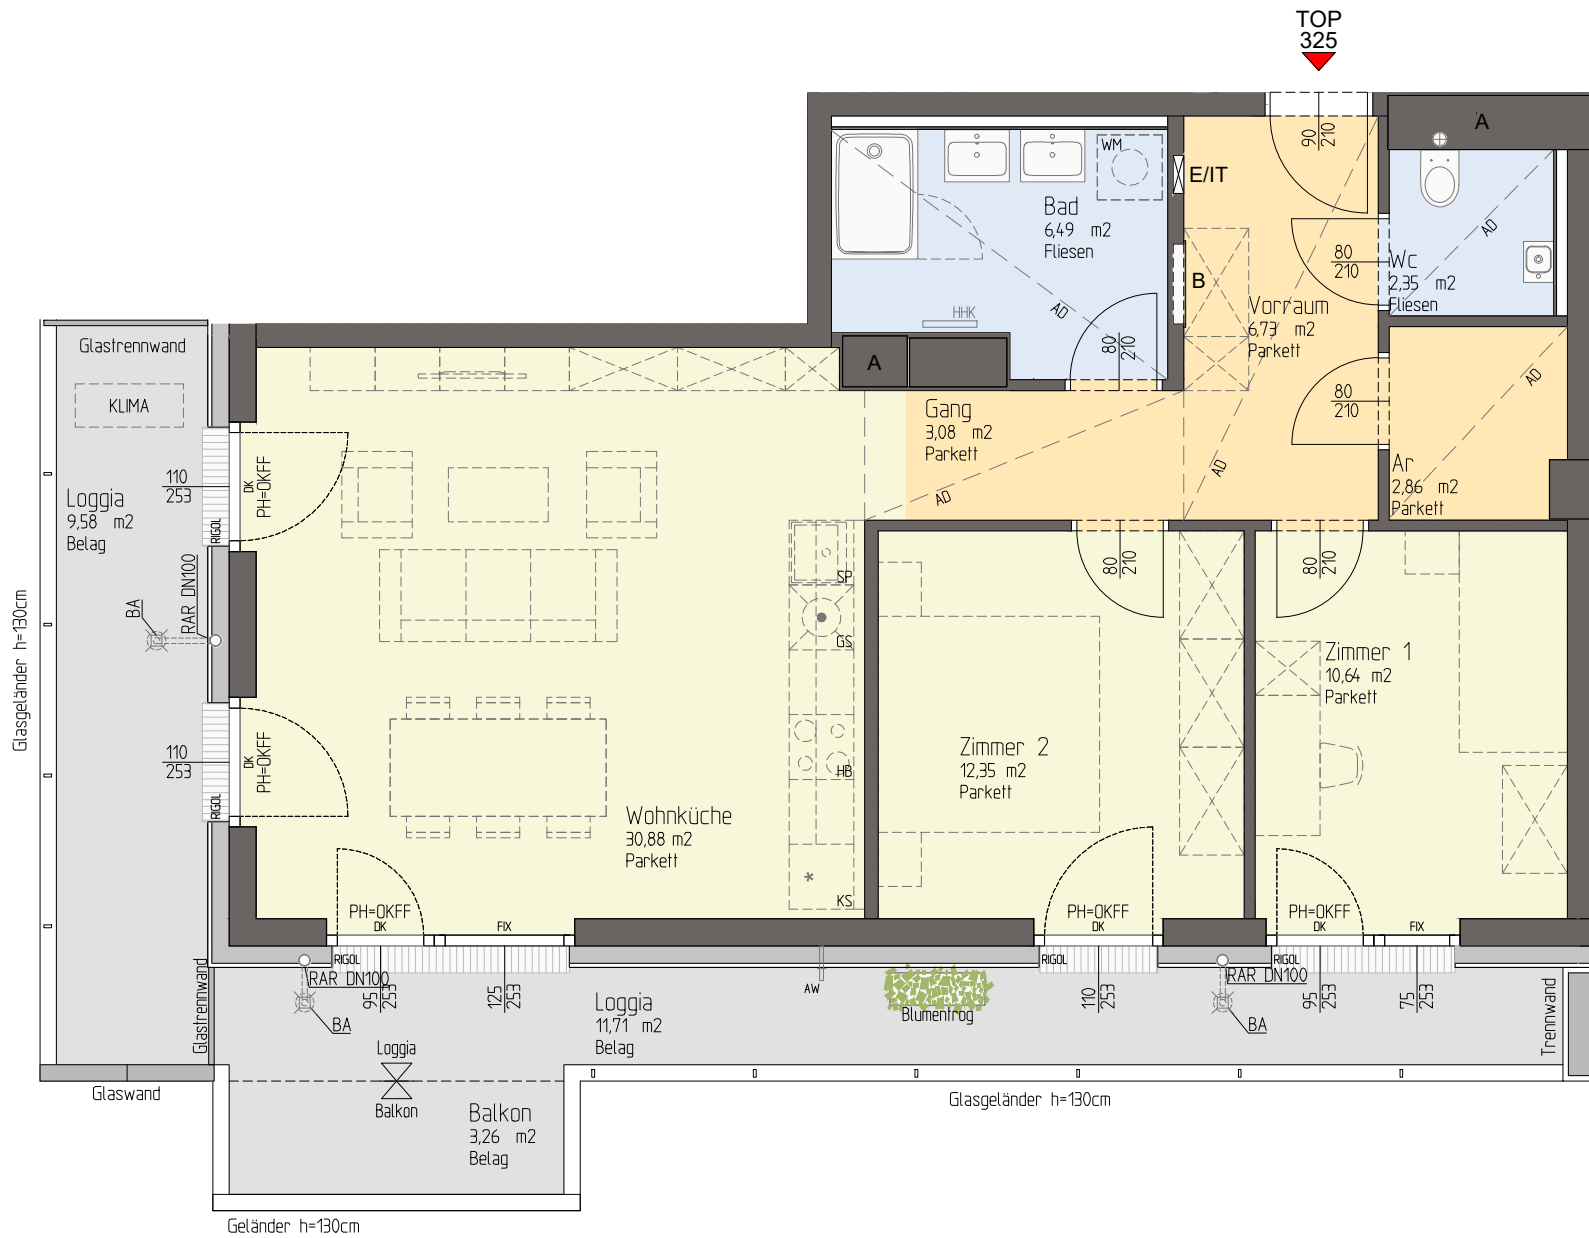 TOP
325
A
90
210
WM
E/IT
Bad
6,49 m2
Fliesen
AD
80
210
Wc
2,35 m2
Fliesen
B
Vorraum
6,73 m2
Parkett
HHK
AD
80
210
Glastrennwand
A
KLIMA
Gang
3,08 m2
Parkett
80
210
AD
Ar
2,86 m2
Parkett
AD
AD
110
253
DK
PH=OKFF
Loggia
9,58 m2
Belag
RIGOL
RAR DN100
BA
Glasgeländer h=130cm
80
210
80
210
SP
GS
Zimmer 1
10,64 m2
Parkett
110
253
DK
PH=OKFF
RIGOL
HB
Zimmer 2
12,35 m2
Parkett
Wohnküche
30,88 m2
Parkett
*
KS
PH=OKFF
DK
FIX
PH=OKFF
DK
PH=OKFF
DK
FIX
RIGOL
RIGOL
RIGOL
Glastrennwand
RAR DN100
95
253
125
253
AW
Loggia
11,71 m2
Belag
Blumentrog
110
253
RAR DN100
95
253
75
253
Trennwand
BA
BA
Loggia
Balkon
Glaswand
Balkon
3,26 m2
Belag
Glasgeländer h=130cm
Geländer h=130cm